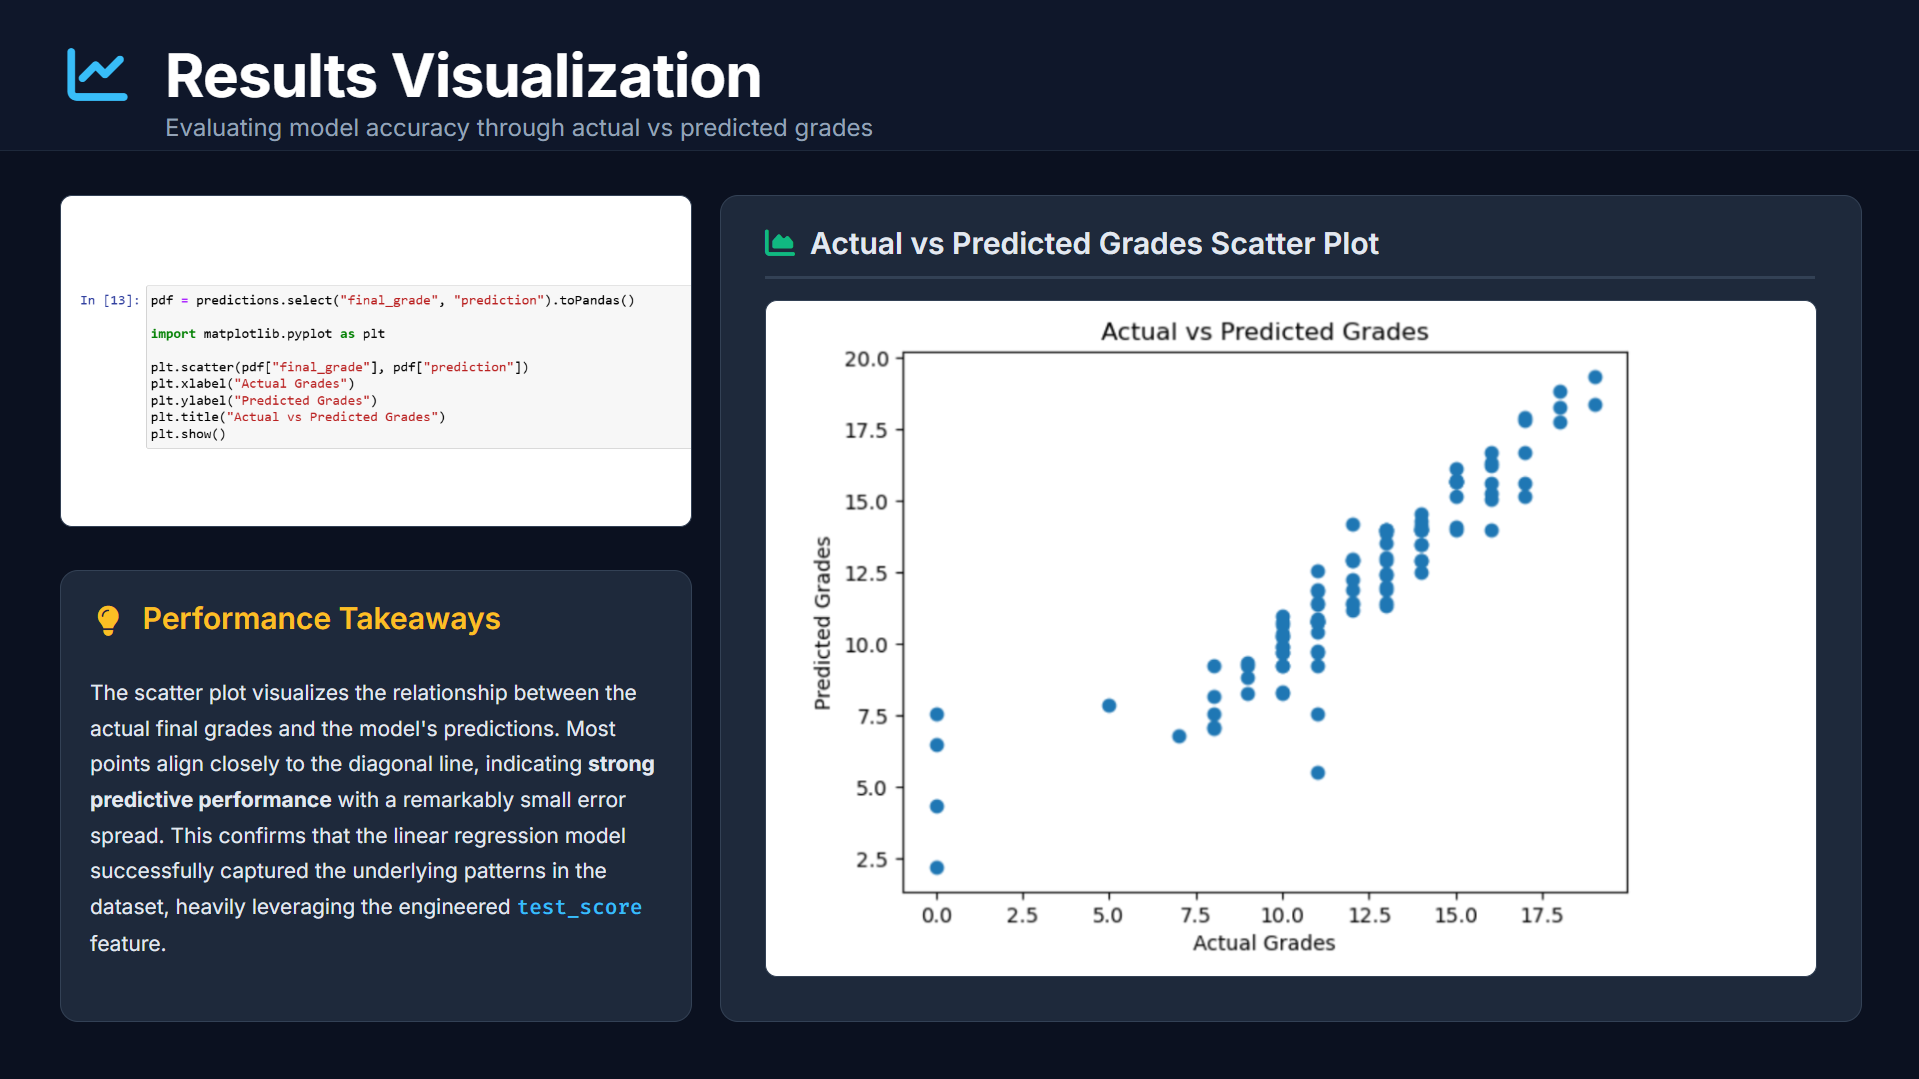 Results Visualization
Evaluating model accuracy through actual vs predicted grades
In [13]: pdf = predictions.select("final_grade", "prediction").toPandas()
import matplotlib.pyplot as plt
plt.scatter(pdf["final_grade"], pdf["prediction"])
plt.xlabel("Actual Grades")
plt.ylabel("Predicted Grades")
plt.title("Actual vs Predicted Grades")
plt.show()
Performance Takeaways
The scatter plot visualizes the relationship between the
actual final grades and the model's predictions. Most
points align closely to the diagonal line, indicating strong
predictive performance with a remarkably small error
spread. This confirms that the linear regression model
successfully captured the underlying patterns in the
dataset, heavily leveraging the engineered test_score
feature.
Actual vs Predicted Grades Scatter Plot
Actual vs Predicted Grades
20.0
17.5
15.0
12.5
10.0
7.5
5.0
2.5
Predicted Grades
0.0 2.5 5.0 7.5 10.0 12.5 15.0 17.5
Actual Grades